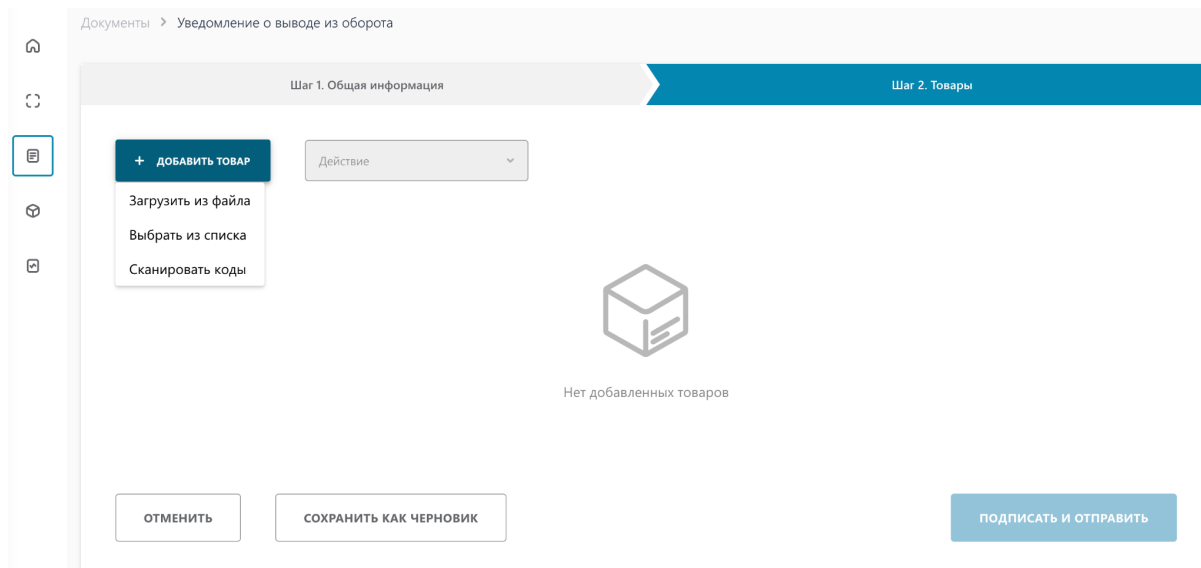 Документы > Уведомление о выводе из оборота
Шаг 1. Общая информация
Шаг 2. Товары
+ ДОБАВИТЬ ТОВАР
Действие
Загрузить из файла
Выбрать из списка
Сканировать коды
Нет добавленных товаров
ОТМЕНИТЬ
СОХРАНИТЬ КАК ЧЕРНОВИК
ПОДПИСАТЬ И ОТПРАВИТЬ